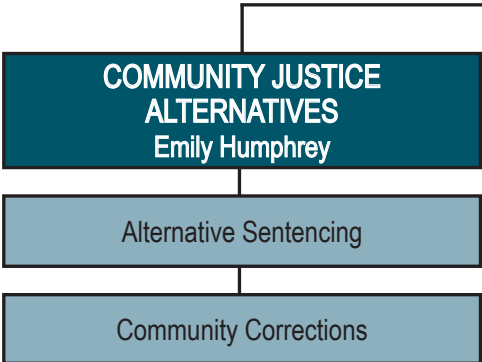 COMMUNITY JUSTICE
ALTERNATIVES
Emily Humphrey
Alternative Sentencing
Community Corrections